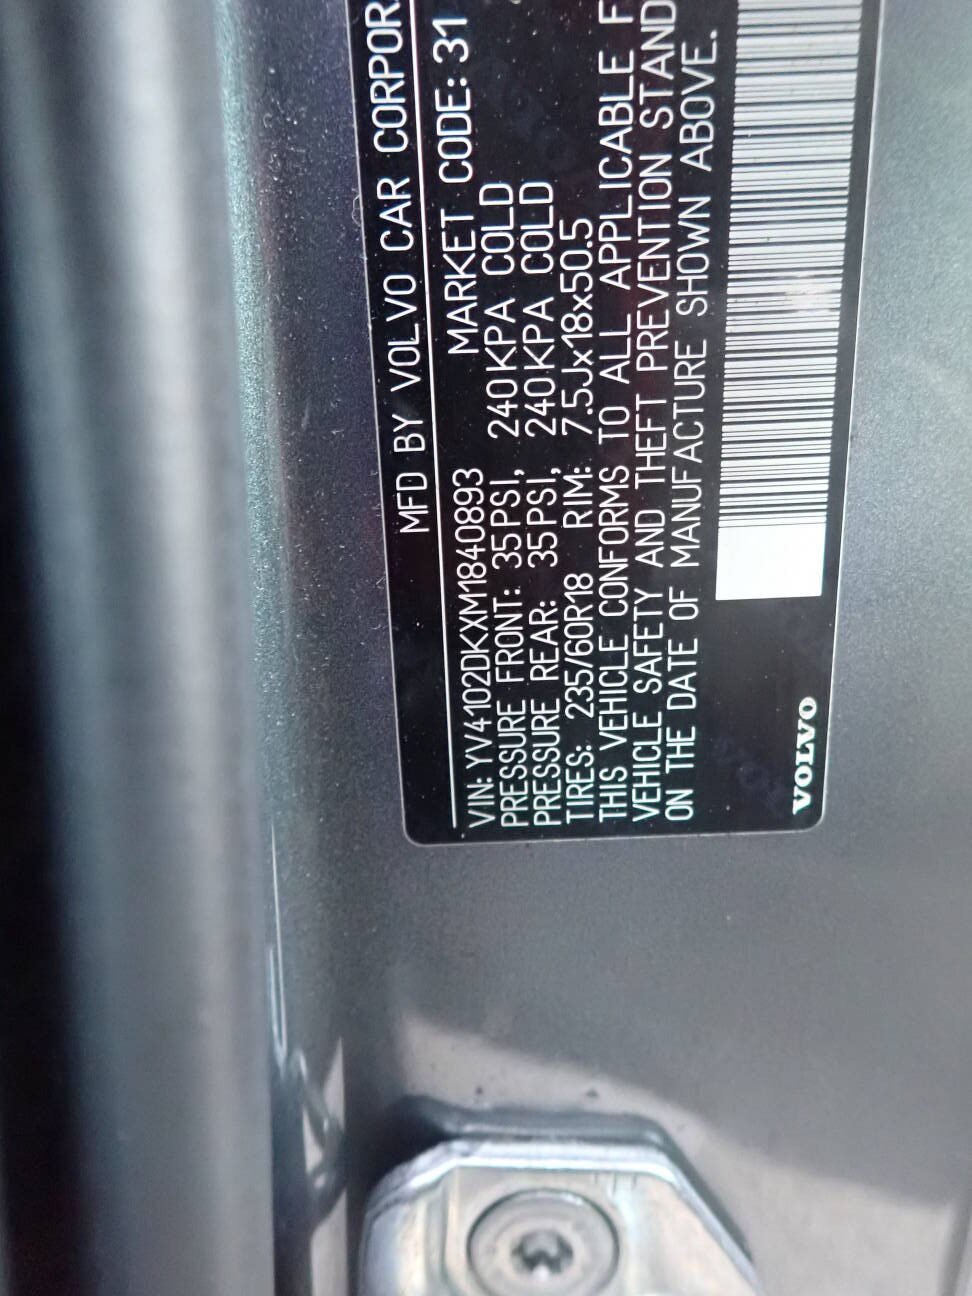 MFD BY VOLVO CAR CORPOR
VIN: YV4102DKXM1840893 MARKET CODE: 31
PRESSURE FRONT: 35PSI, 240KPA COLD
PRESSURE REAR: 35PSI, 240KPA COLD
TIRES: 235/60R18 RIM: 7.5Jx18x50.5
THIS VEHICLE CONFORMS TO ALL APPLICABLE F
VEHICLE SAFETY AND THEFT PREVENTION STAND
ON THE DATE OF MANUFACTURE SHOWN ABOVE.
VOLVO